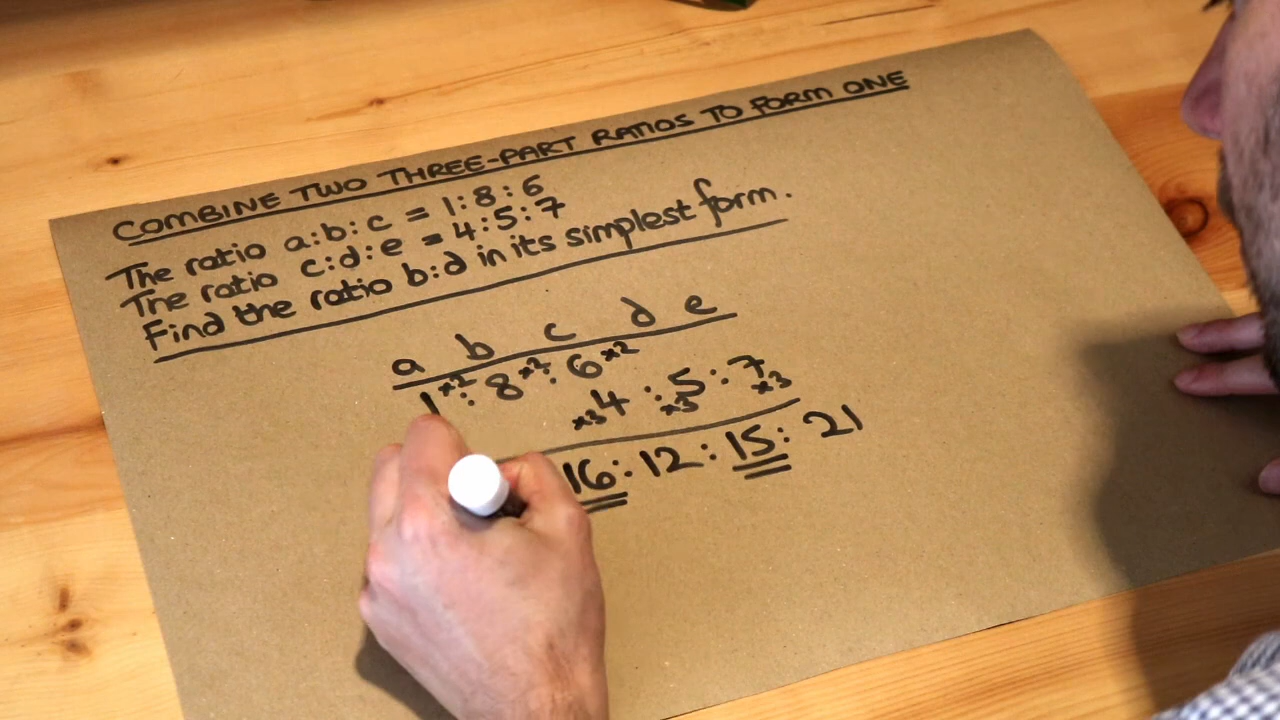 COMBINE TWO THREE-PART RATIOS TO FORM ONE
The ratio a:b:c = 1:8:6
The ratio c:d:e = 4:5:7
Find the ratio b:d in its simplest form.
a b c d e
1 ×2 : 8 ×2 : 6 ×2
×3 4 : ×3 5 : 7 ×3
16 : 12 : 15 : 21